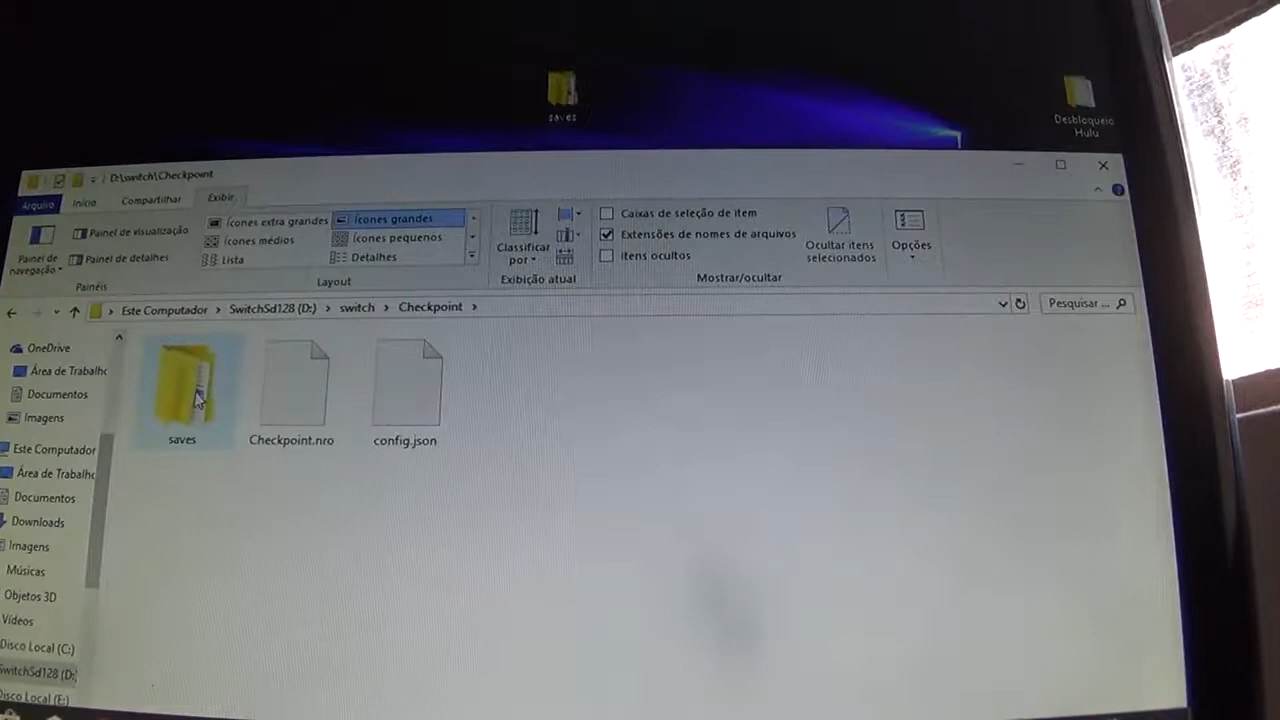 saves
Desbloqueio
Hulu
D:\switch\Checkpoint
Arquivo
Início
Compartilhar
Exibir
Painel de navegação
Painel de visualização
Painel de detalhes
Painéis
Ícones extra grandes
Ícones grandes
Ícones médios
Ícones pequenos
Lista
Detalhes
Layout
Classificar
por
Exibição atual
Caixas de seleção de item
Extensões de nomes de arquivos
Itens ocultos
Mostrar/ocultar
Ocultar itens
selecionados
Opções
Este Computador > SwitchSd128 (D:) > switch > Checkpoint >
Pesquisar ...
OneDrive
Área de Trabalho
Documentos
Imagens
Este Computador
Área de Trabalho
Documentos
Downloads
Imagens
Músicas
Objetos 3D
Vídeos
Disco Local (C:)
SwitchSd128 (D:
Disco Local (E:)
saves
Checkpoint.nro
config.json